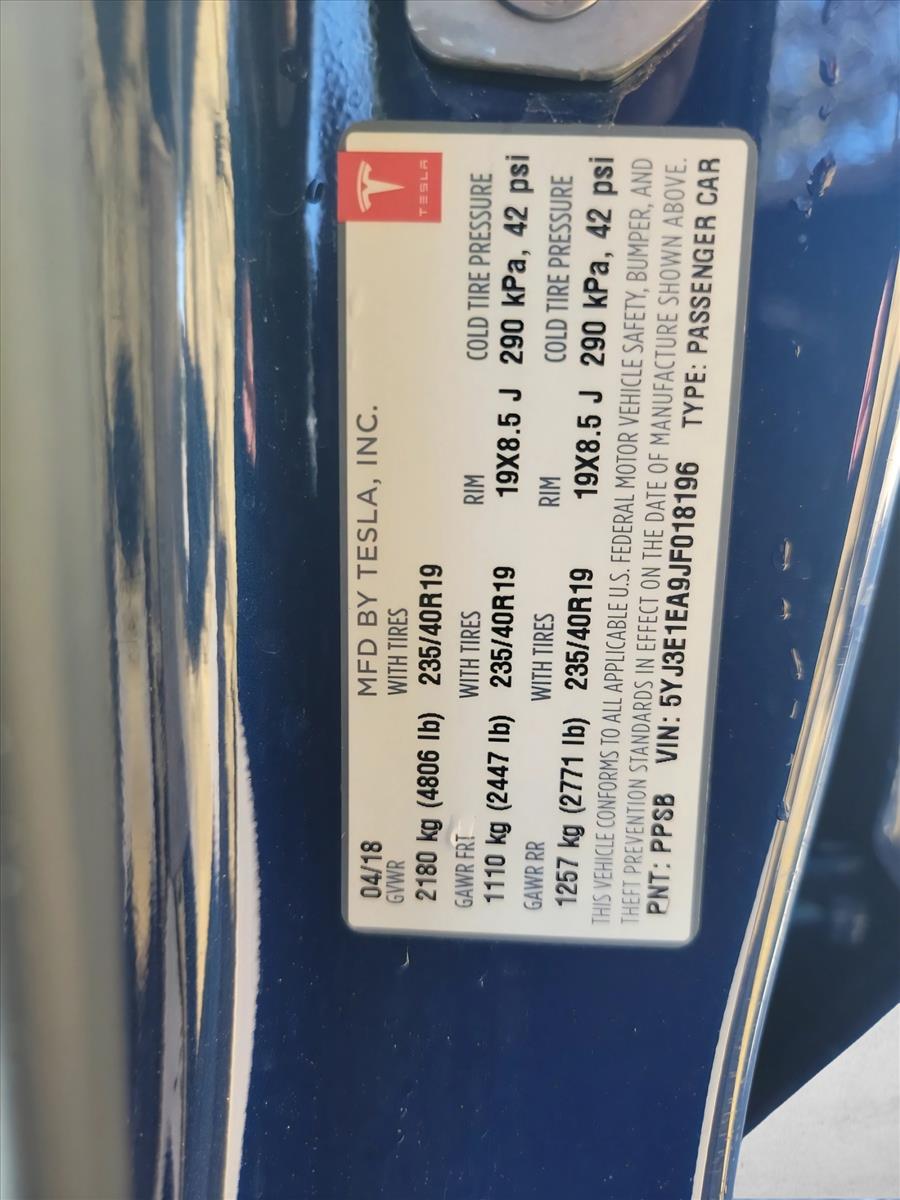 TESLA
04/18 MFD BY TESLA, INC.
GVWR WITH TIRES
2180 kg (4806 lb) 235/40R19
GAWR FRT WITH TIRES RIM COLD TIRE PRESSURE
1110 kg (2447 lb) 235/40R19 19X8.5 J 290 kPa, 42 psi
GAWR RR WITH TIRES RIM COLD TIRE PRESSURE
1257 kg (2771 lb) 235/40R19 19X8.5 J 290 kPa, 42 psi
THIS VEHICLE CONFORMS TO ALL APPLICABLE U.S. FEDERAL MOTOR VEHICLE SAFETY, BUMPER, AND
THEFT PREVENTION STANDARDS IN EFFECT ON THE DATE OF MANUFACTURE SHOWN ABOVE.
PNT: PPSB VIN: 5YJ3E1EA9JF018196 TYPE: PASSENGER CAR